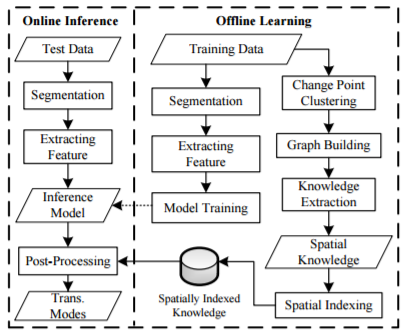 Online Inference
Offline Learning
Test Data
Segmentation
Extracting
Feature
Inference
Model
Post-Processing
Trans.
Modes
Training Data
Segmentation
Extracting
Feature
Model Training
Change Point
Clustering
Graph Building
Knowledge
Extraction
Spatial
Knowledge
Spatial Indexing
Spatially Indexed
Knowledge